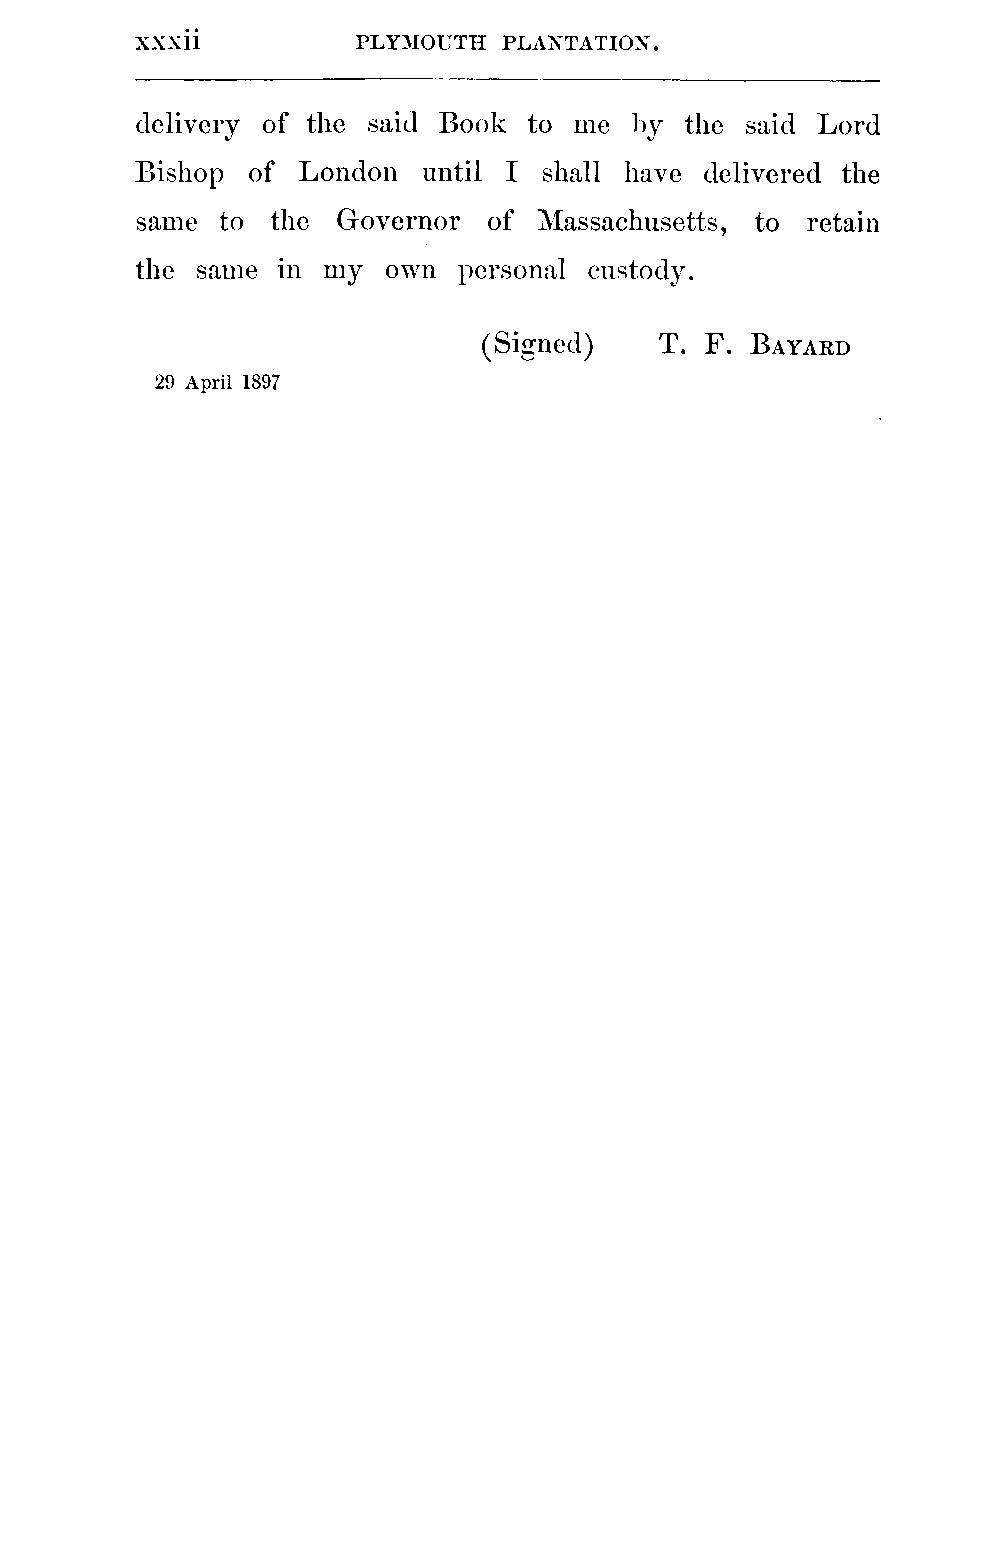 xxxii PLYMOUTH PLANTATION.
delivery of the said Book to me by the said Lord
Bishop of London until I shall have delivered the
same to the Governor of Massachusetts, to retain
the same in my own personal custody.
(Signed) T. F. BAYARD
29 April 1897